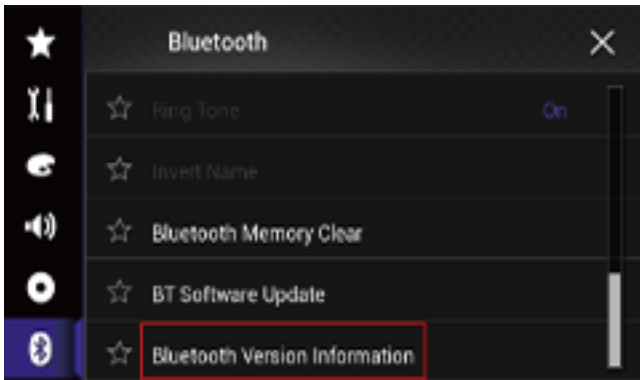 Bluetooth
Ring Tone On
Invert Name
Bluetooth Memory Clear
BT Software Update
Bluetooth Version Information